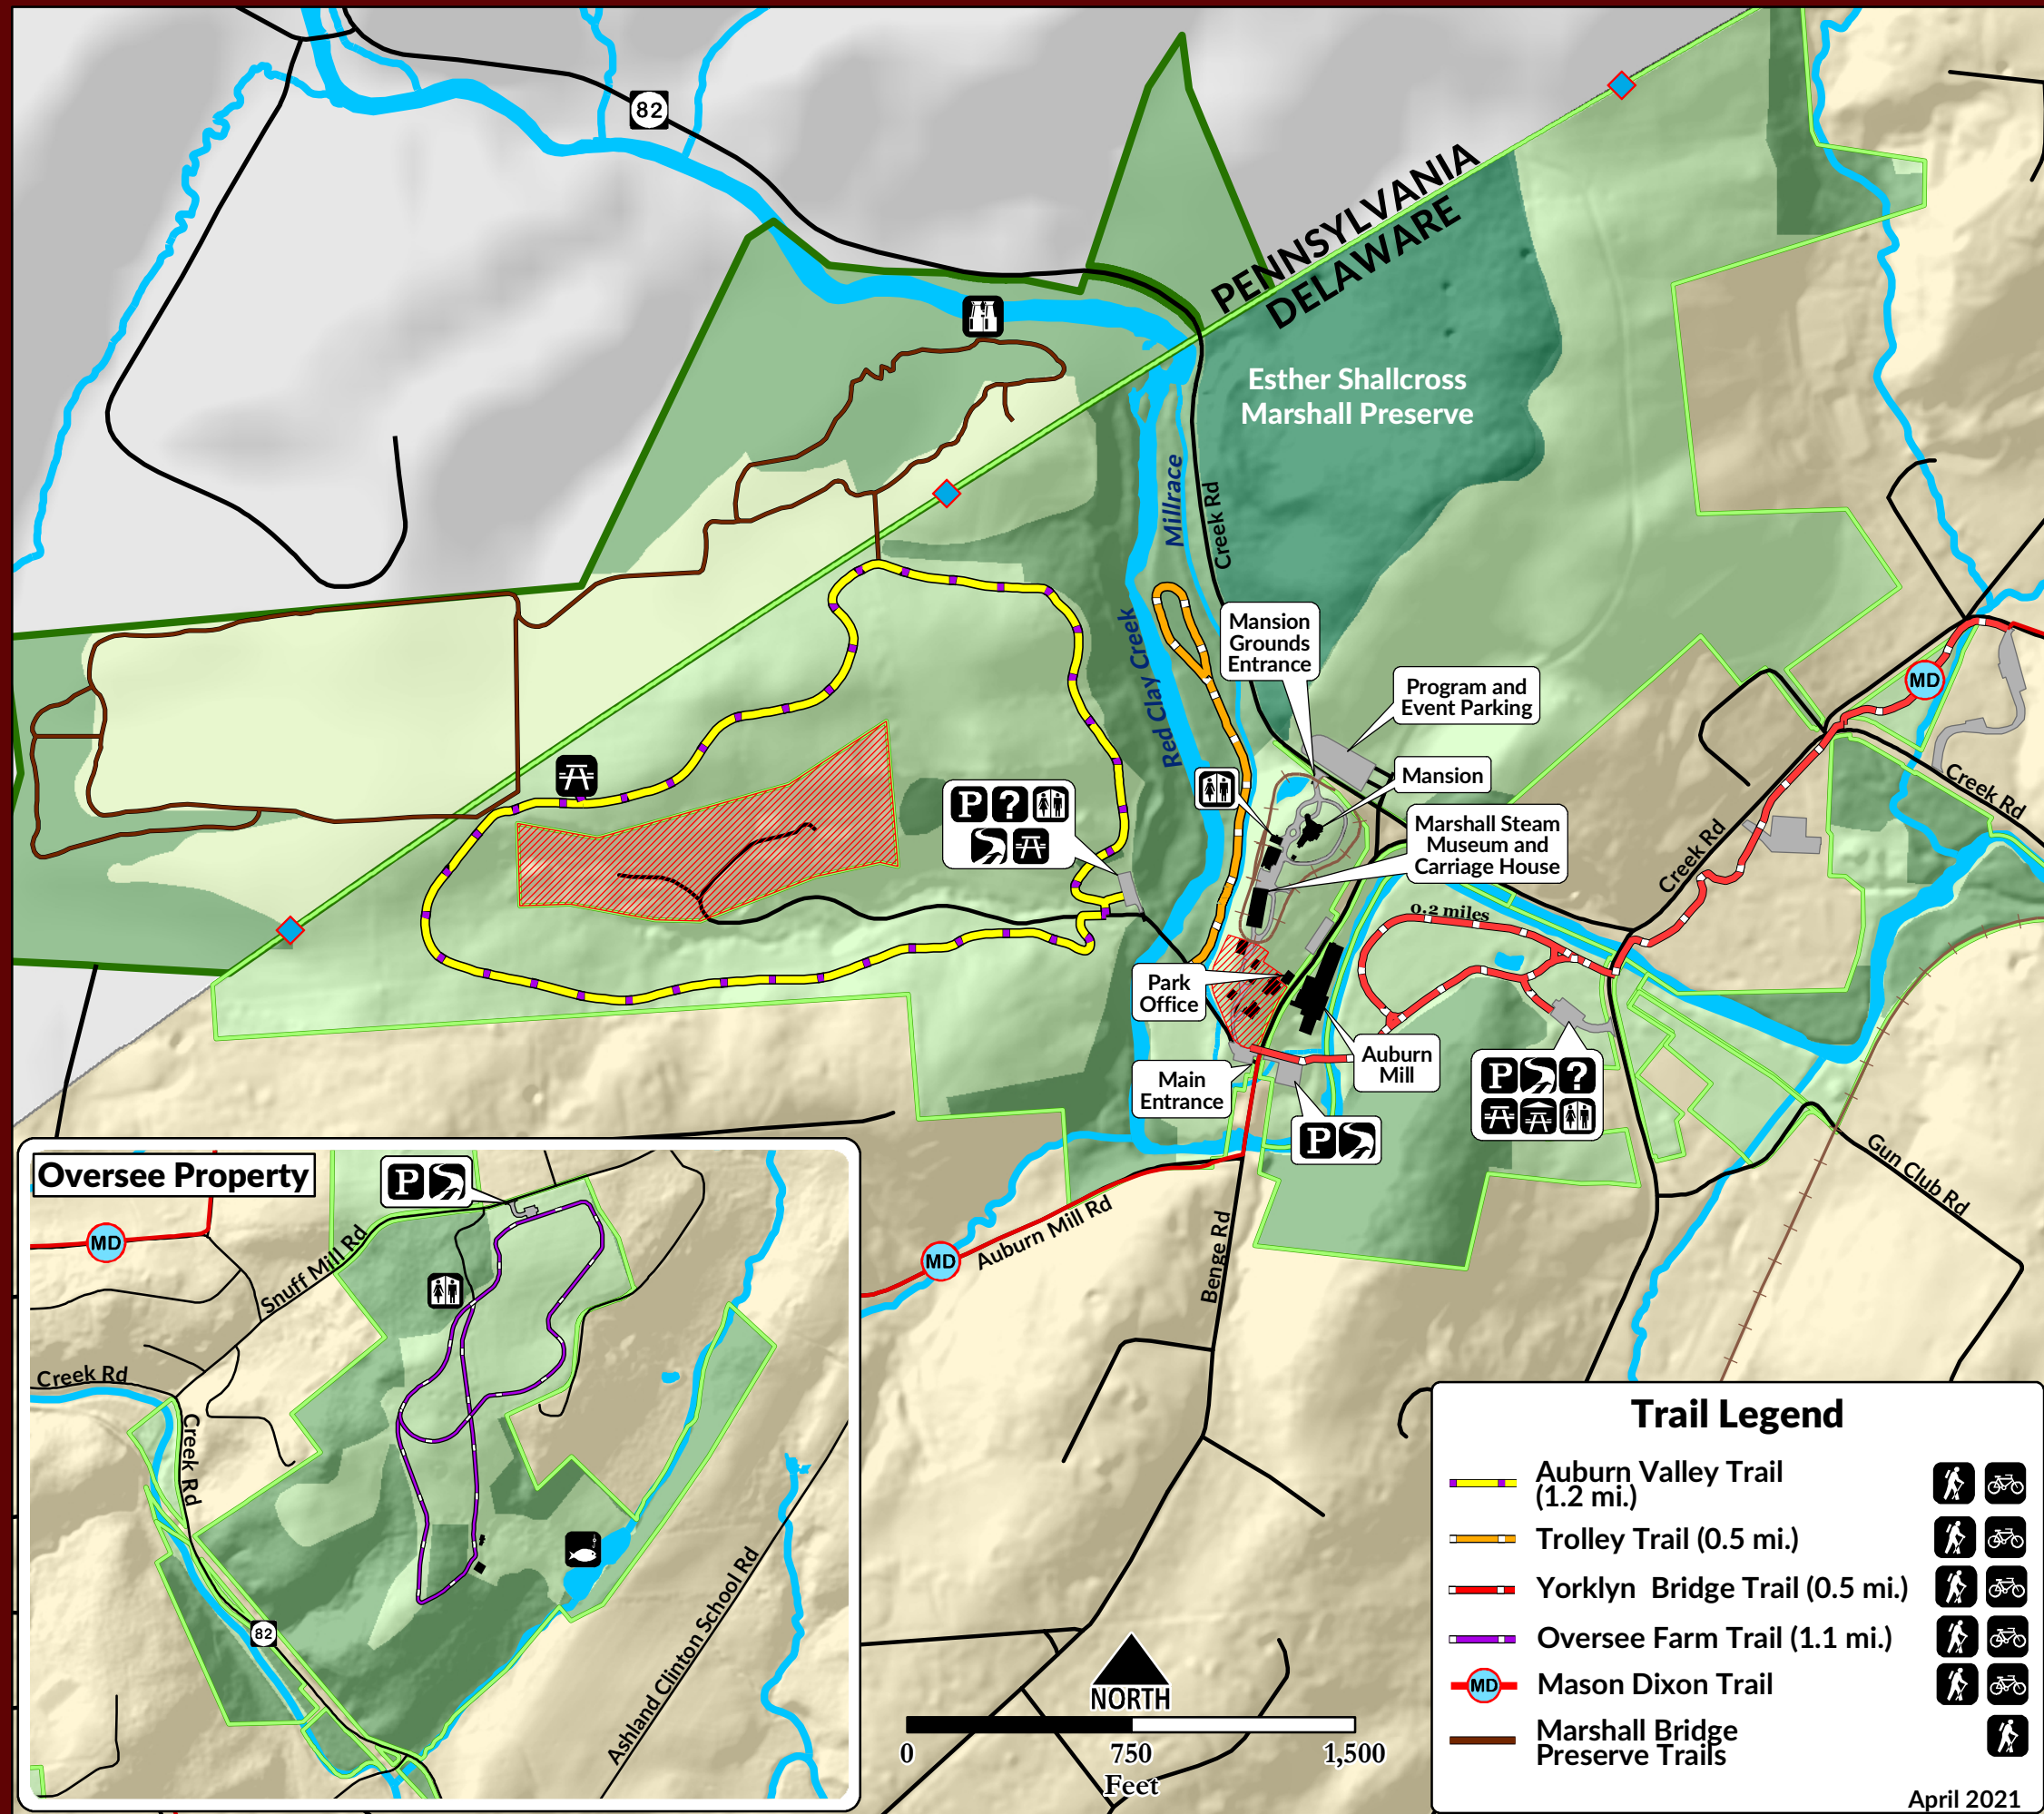 82
PENNSYLVANIA
DELAWARE
Esther Shallcross
Marshall Preserve
Millrace
Creek Rd
Red Clay Creek
Mansion
Grounds
Entrance
Program and
Event Parking
MD
Mansion
Creek Rd
P ?
Marshall Steam
Museum and
Carriage House
Creek Rd
0.2 miles
Park
Office
Auburn
Mill
Main
Entrance
P ?
P
Gun Club Rd
Auburn Mill Rd
MD
Benge Rd
Oversee Property
P
MD
Snuff Mill Rd
Creek Rd
Creek Rd
82
Ashland Clinton School Rd
NORTH
0 750 1,500
Feet
Trail Legend
Auburn Valley Trail
(1.2 mi.)
Trolley Trail (0.5 mi.)
Yorklyn Bridge Trail (0.5 mi.)
Oversee Farm Trail (1.1 mi.)
MD Mason Dixon Trail
Marshall Bridge
Preserve Trails
April 2021